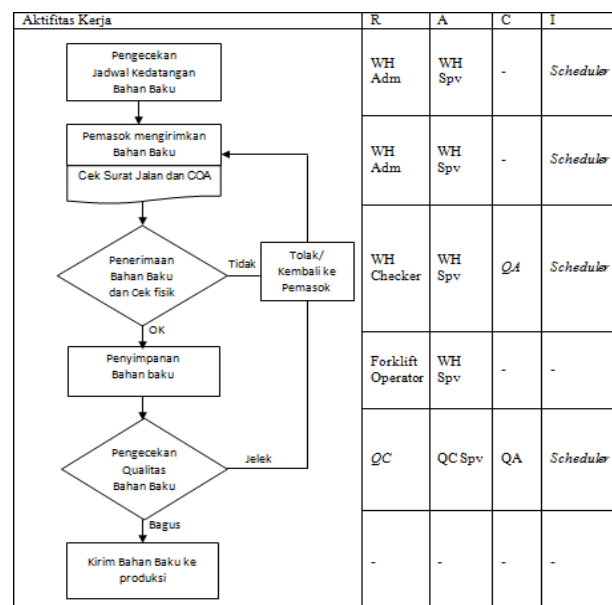 Aktifitas Kerja R A C I
Pengecekan
Jadwal Kedatangan
Bahan Baku
WH
Adm
WH
Spv
-
Scheduler
Pemasok mengirimkan
Bahan Baku
Cek Surat Jalan dan COA
WH
Adm
WH
Spv
-
Scheduler
Penerimaan
Bahan Baku
dan Cek fisik
Tidak
Tolak/
Kembali ke
Pemasok
WH
Checker
WH
Spv
QA
Scheduler
OK
Penyimpanan
Bahan baku
Forklift
Operator
WH
Spv
-
-
Pengecekan
Qualitas
Bahan Baku
Jelek
QC
QC Spv
QA
Scheduler
Bagus
Kirim Bahan Baku ke
produksi
-
-
-
-